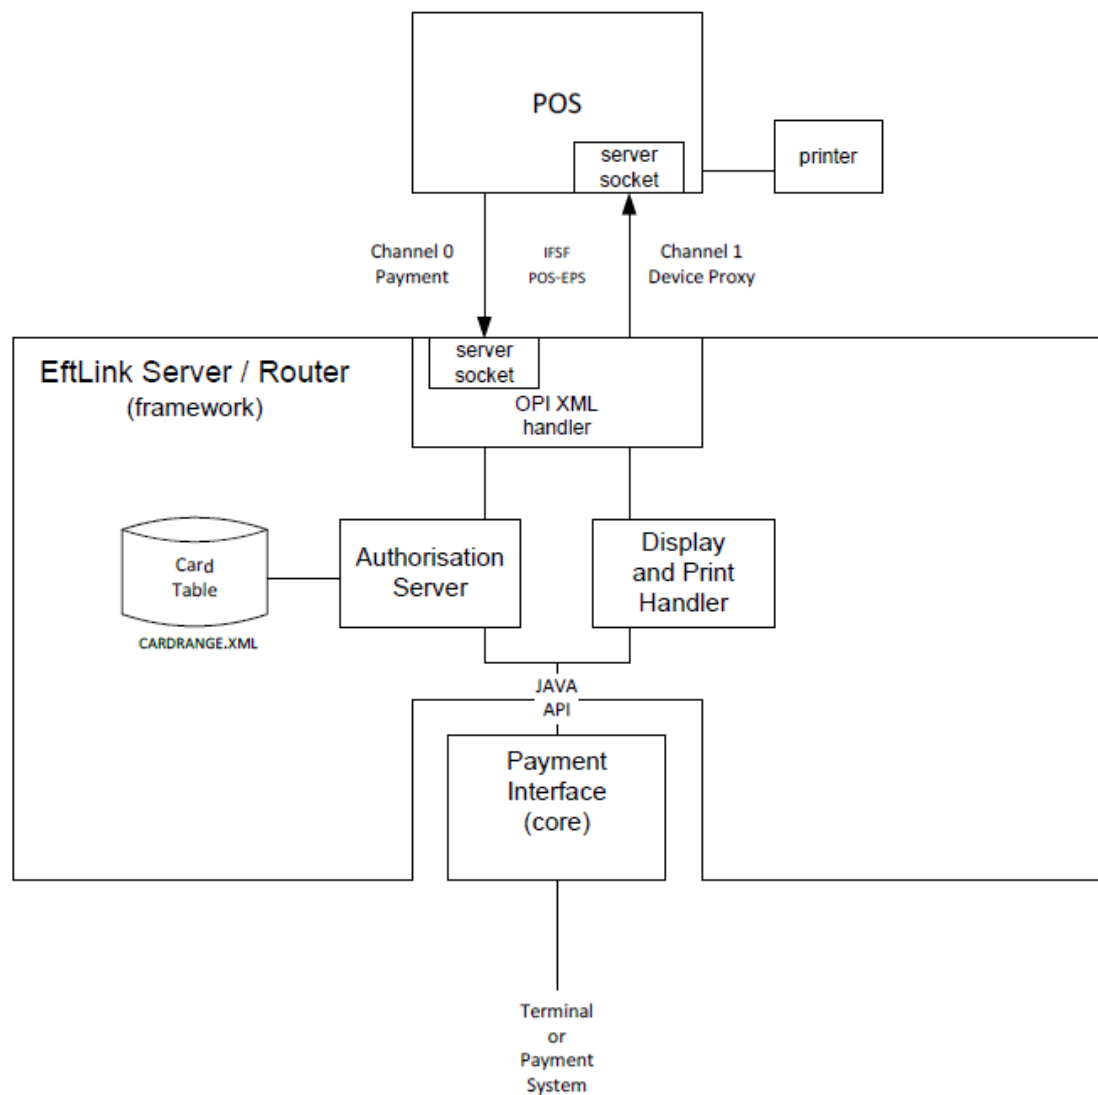 POS
server
socket
printer
Channel 0
Payment
IFSF
POS-EPS
Channel 1
Device Proxy
EftLink Server / Router
(framework)
server
socket
OPI XML
handler
Card
Table
CARDRANGE.XML
Authorisation
Server
Display
and Print
Handler
JAVA
API
Payment
Interface
(core)
Terminal
or
Payment
System